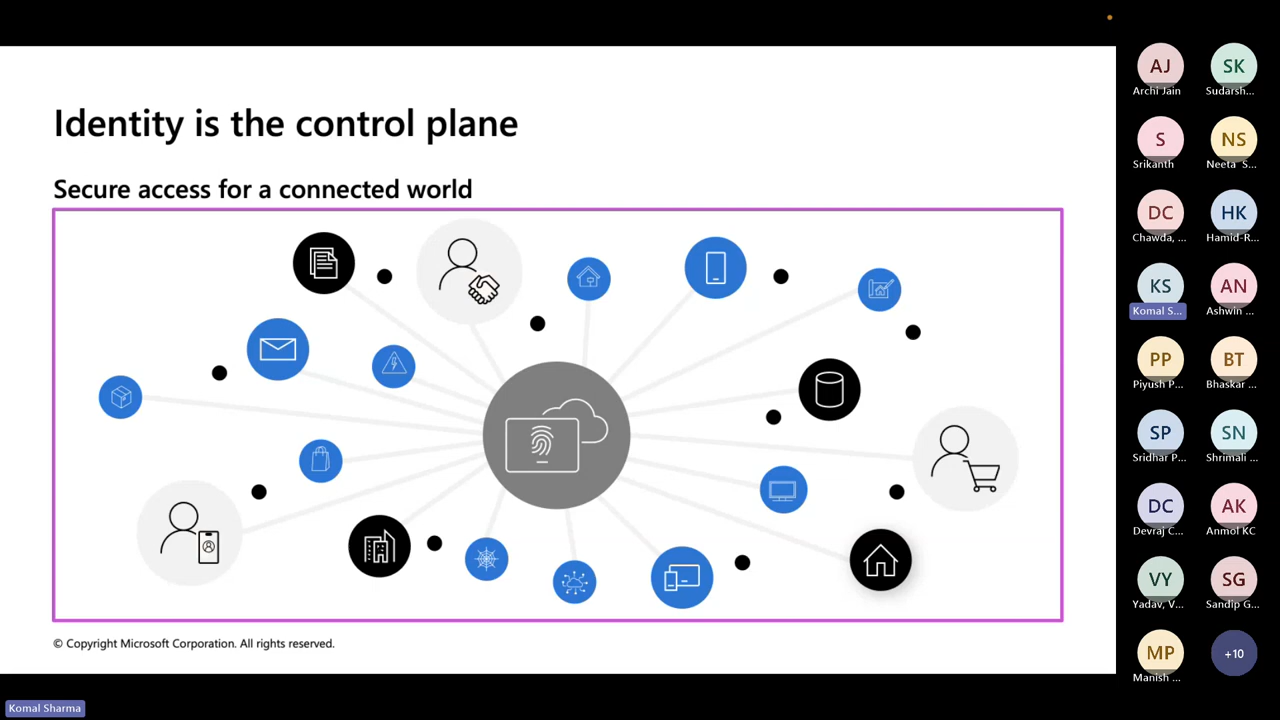 Identity is the control plane
Secure access for a connected world
© Copyright Microsoft Corporation. All rights reserved.
AJ
Archi Jain
SK
Sudarsh...
S
Srikanth
NS
Neeta S...
DC
Chawda, ...
HK
Hamid-R...
KS
Komal S...
AN
Ashwin ...
PP
Piyush P...
BT
Bhaskar ...
SP
Sridhar P...
SN
Shrimali ...
DC
Devraj C...
AK
Anmol KC
VY
Yadav, V...
SG
Sandip G...
MP
Manish ...
+10
Komal Sharma